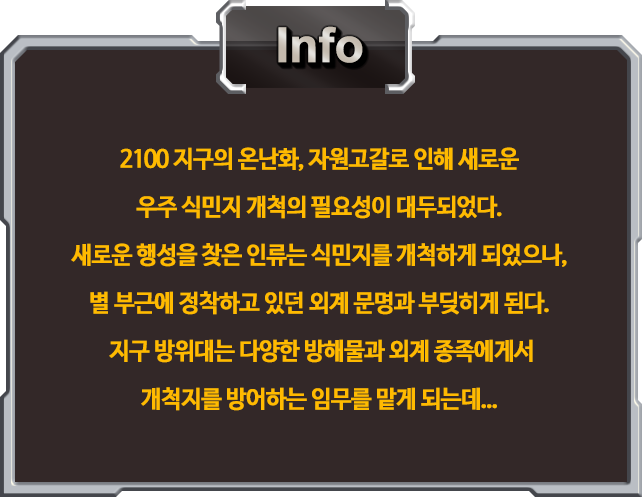 Info
2100 지구의 온난화, 자원고갈로 인해 새로운
우주 식민지 개척의 필요성이 대두되었다.
새로운 행성을 찾은 인류는 식민지를 개척하게 되었으나,
별 부근에 정착하고 있던 외계 문명과 부딪히게 된다.
지구 방위대는 다양한 방해물과 외계 종족에게서
개척지를 방어하는 임무를 맡게 되는데...